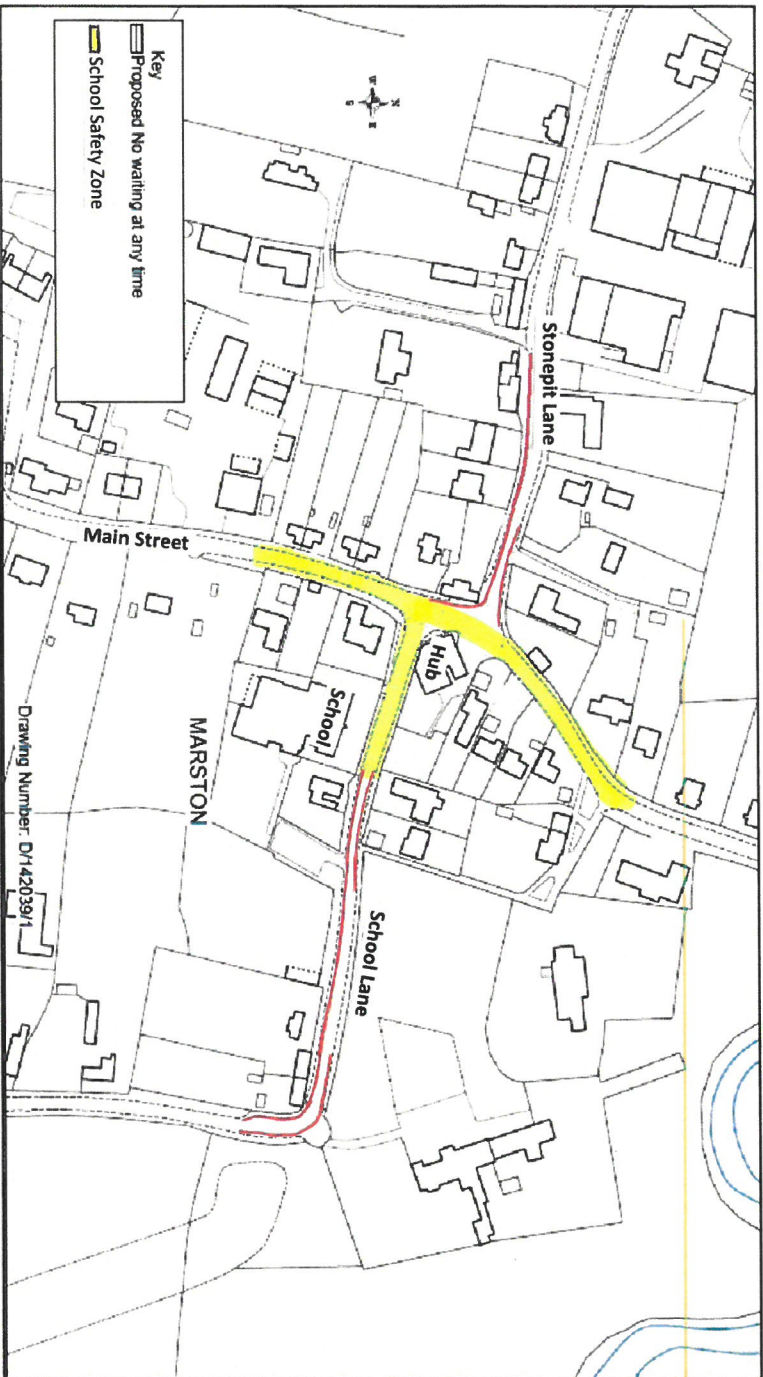 Key
Proposed No waiting at any time
School Safety Zone
N
E
S
W
Stonepit Lane
Main Street
Hub
School
MARSTON
School Lane
Drawing Number: D/142039/1